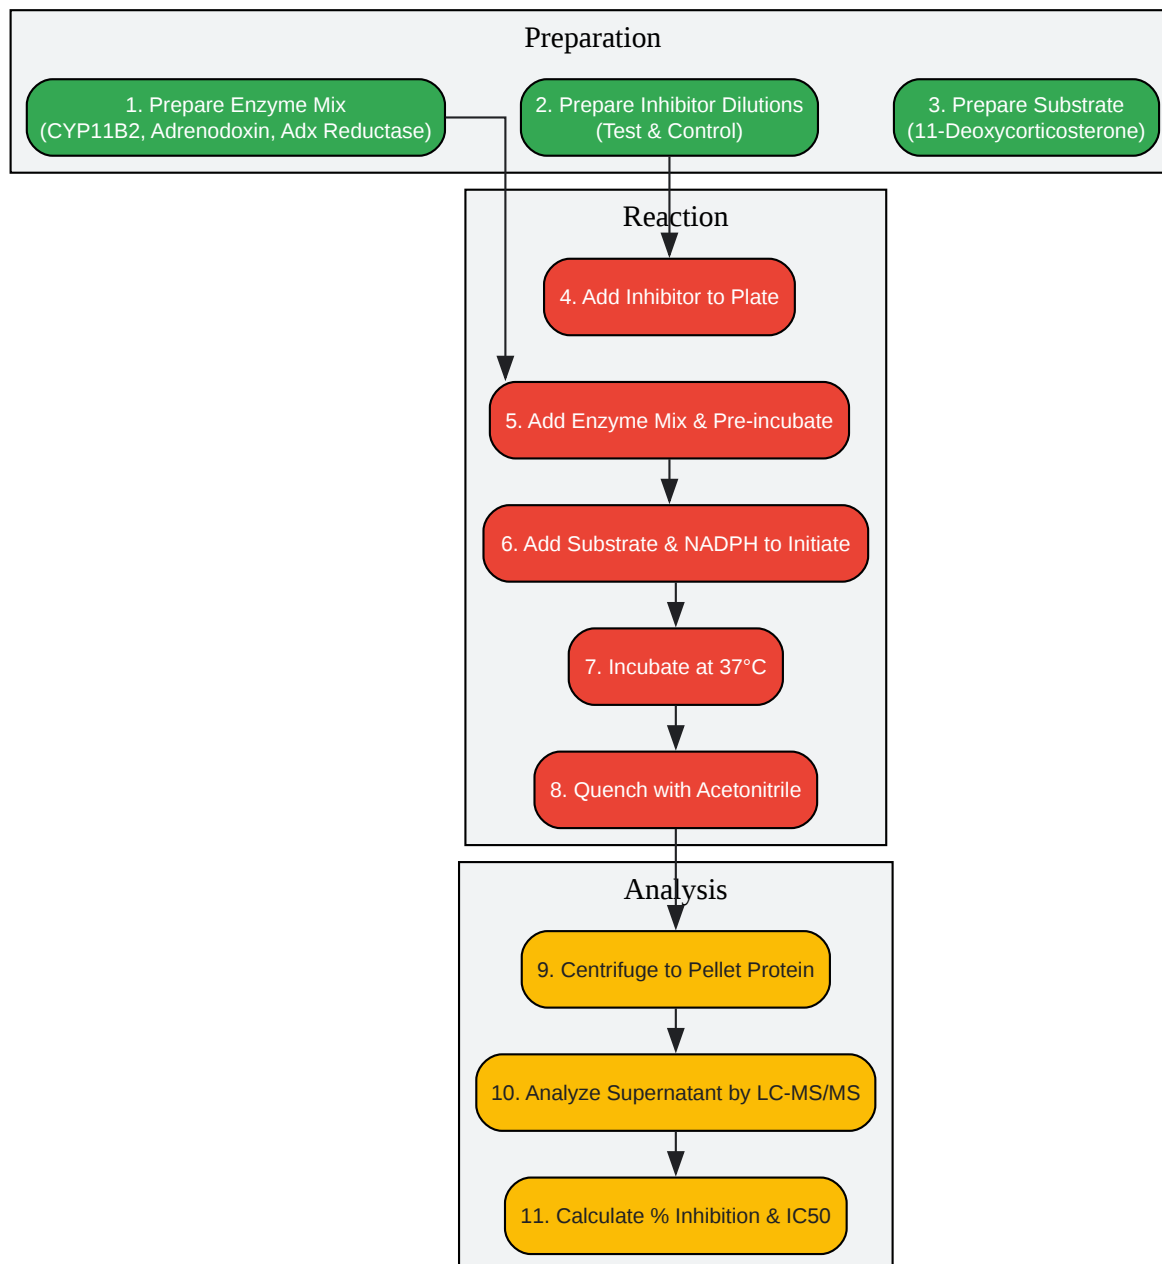 Preparation
1. Prepare Enzyme Mix
(CYP11B2, Adrenodoxin, Adx Reductase)
2. Prepare Inhibitor Dilutions
(Test & Control)
3. Prepare Substrate
(11-Deoxycorticosterone)
Reaction
4. Add Inhibitor to Plate
5. Add Enzyme Mix & Pre-incubate
6. Add Substrate & NADPH to Initiate
7. Incubate at 37°C
8. Quench with Acetonitrile
Analysis
9. Centrifuge to Pellet Protein
10. Analyze Supernatant by LC-MS/MS
11. Calculate % Inhibition & IC50